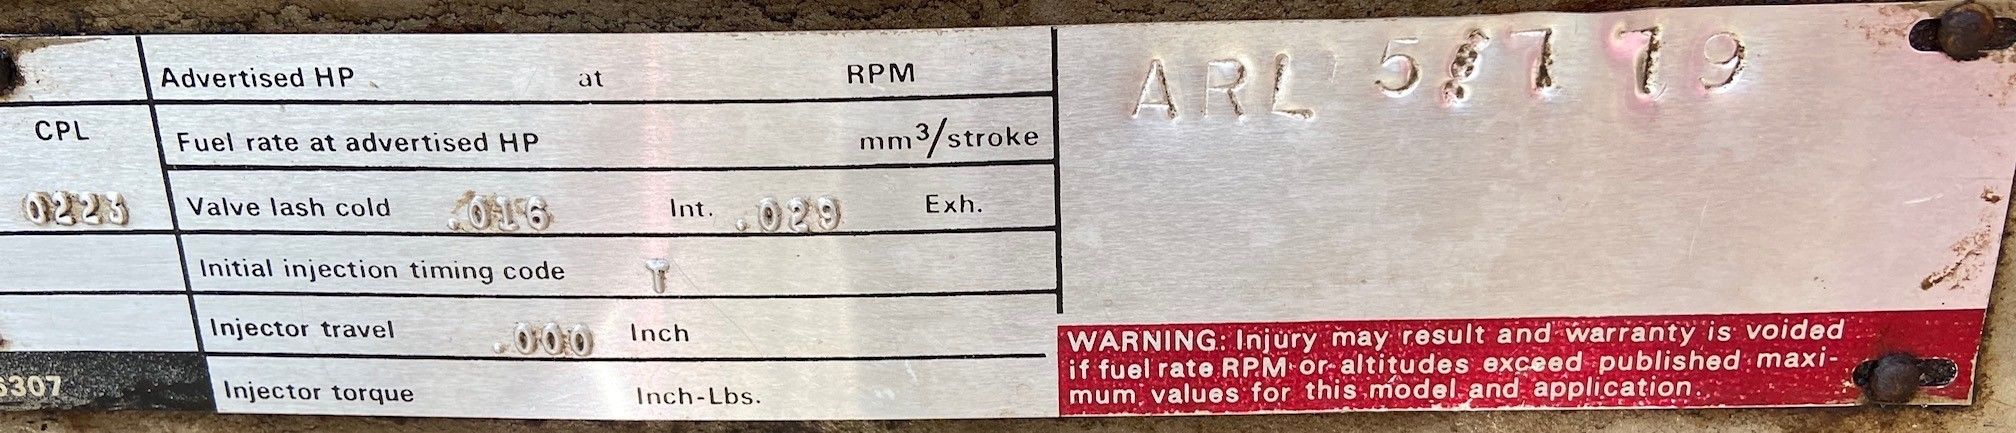 ARL 58779
Advertised HP at RPM
CPL
Fuel rate at advertised HP mm³/stroke
0223
Valve lash cold .016 Int. .029 Exh.
Initial injection timing code T
Injector travel .000 Inch
6307
Injector torque Inch-Lbs.
WARNING: Injury may result and warranty is voided
if fuel rate RPM or altitudes exceed published maxi-
mum values for this model and application.